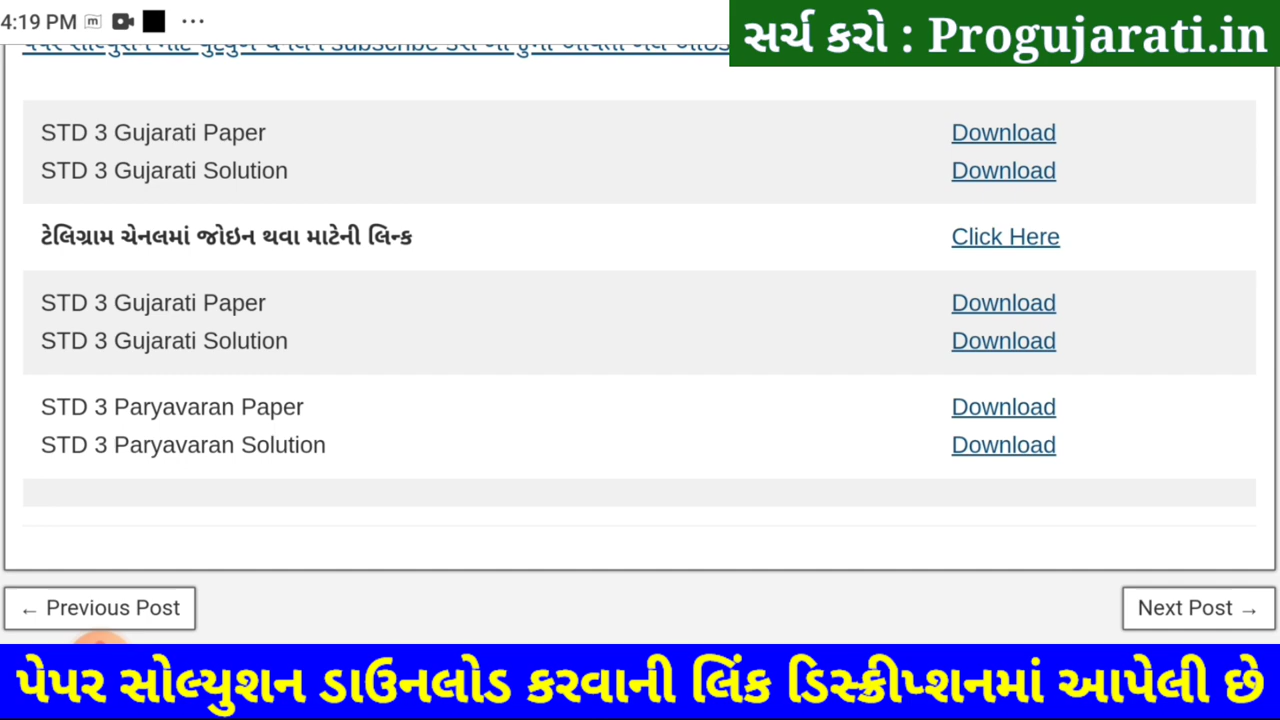 4:19 PM
સર્ચ કરો : Progujarati.in
Subscribe
STD 3 Gujarati Paper Download
STD 3 Gujarati Solution Download
ટેલિગ્રામ ચેનલમાં જોઇન થવા માટેની લિન્ક Click Here
STD 3 Gujarati Paper Download
STD 3 Gujarati Solution Download
STD 3 Paryavaran Paper Download
STD 3 Paryavaran Solution Download
← Previous Post
Next Post →
પેપર સોલ્યુશન ડાઉનલોડ કરવાની લિંક ડિસ્ક્રીપ્શનમાં આપેલી છે